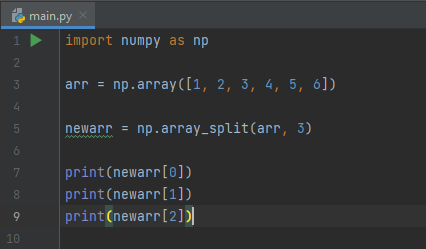 main.py
1 import numpy as np
2
3 arr = np.array([1, 2, 3, 4, 5, 6])
4
5 newarr = np.array_split(arr, 3)
6
7 print(newarr[0])
8 print(newarr[1])
9 print(newarr[2])
10